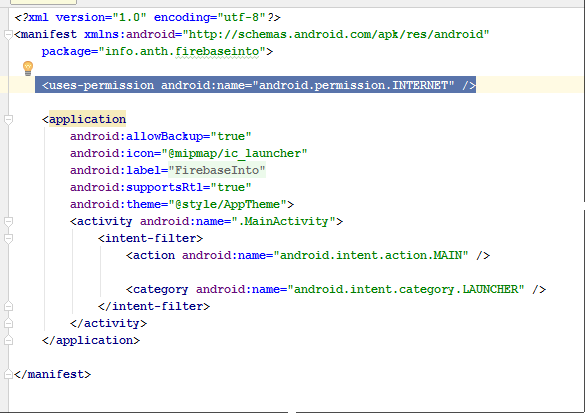 <?xml version="1.0" encoding="utf-8"?>
<manifest xmlns:android="http://schemas.android.com/apk/res/android"
package="info.anth.firebaseinto">
<uses-permission android:name="android.permission.INTERNET" />
<application
android:allowBackup="true"
android:icon="@mipmap/ic_launcher"
android:label="FirebaseInto"
android:supportsRtl="true"
android:theme="@style/AppTheme">
<activity android:name=".MainActivity">
<intent-filter>
<action android:name="android.intent.action.MAIN" />
<category android:name="android.intent.category.LAUNCHER" />
</intent-filter>
</activity>
</application>
</manifest>